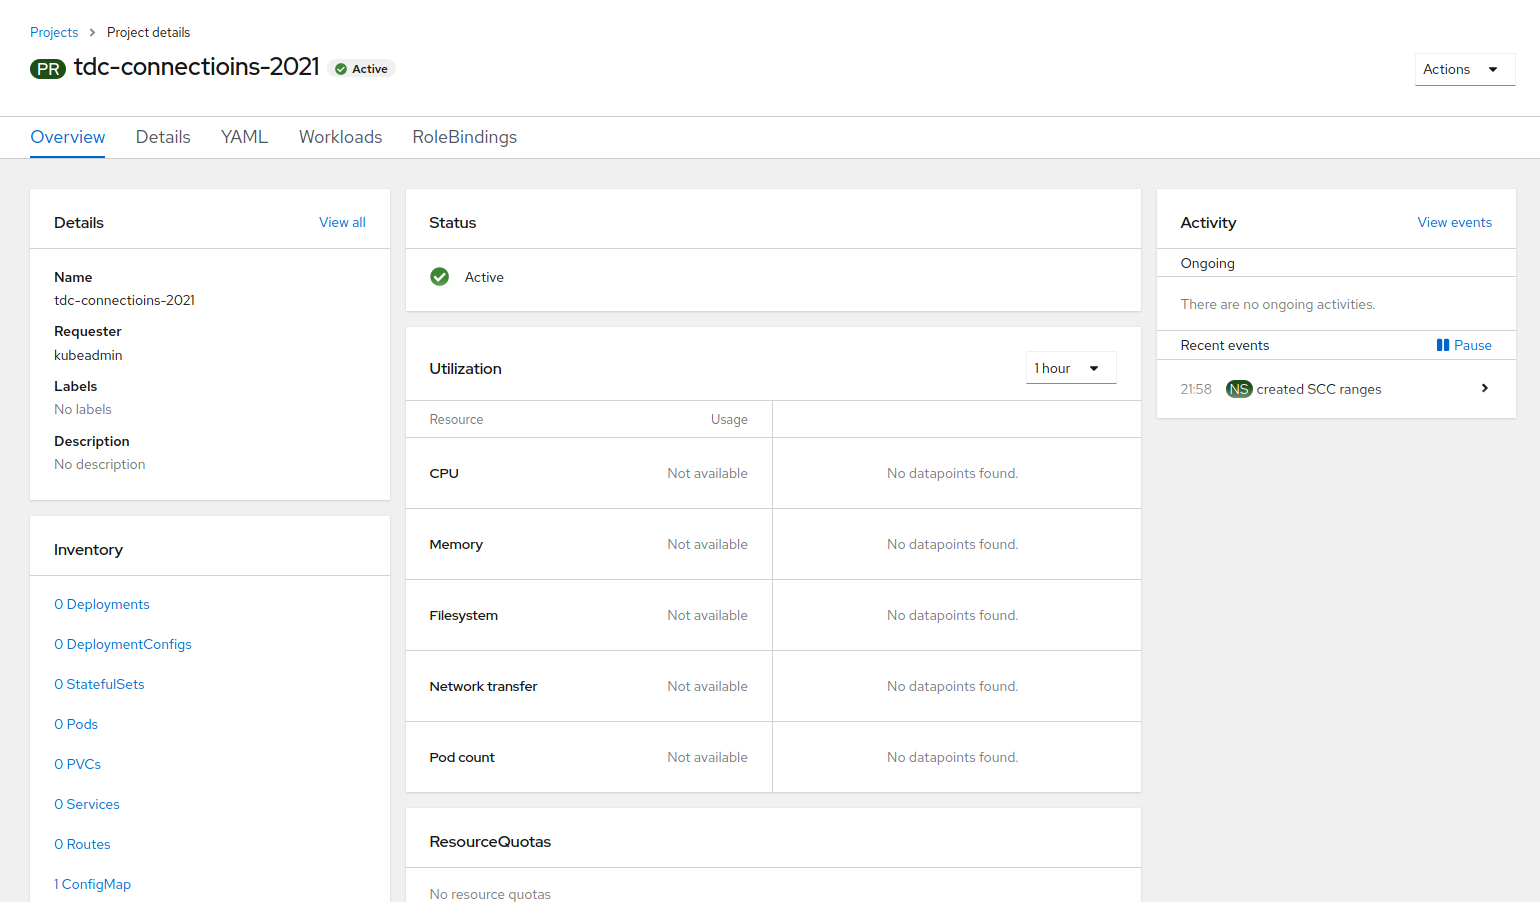 Projects > Project details
PR tdc-connectioins-2021 Active
Actions
Overview Details YAML Workloads RoleBindings
Details View all
Name
tdc-connectioins-2021
Requester
kubeadmin
Labels
No labels
Description
No description
Inventory
0 Deployments
0 DeploymentConfigs
0 StatefulSets
0 Pods
0 PVCs
0 Services
0 Routes
1 ConfigMap
Status
Active
Utilization 1 hour
Resource Usage
CPU Not available No datapoints found.
Memory Not available No datapoints found.
Filesystem Not available No datapoints found.
Network transfer Not available No datapoints found.
Pod count Not available No datapoints found.
ResourceQuotas
No resource quotas
Activity View events
Ongoing
There are no ongoing activities.
Recent events Pause
21:58 NS created SCC ranges